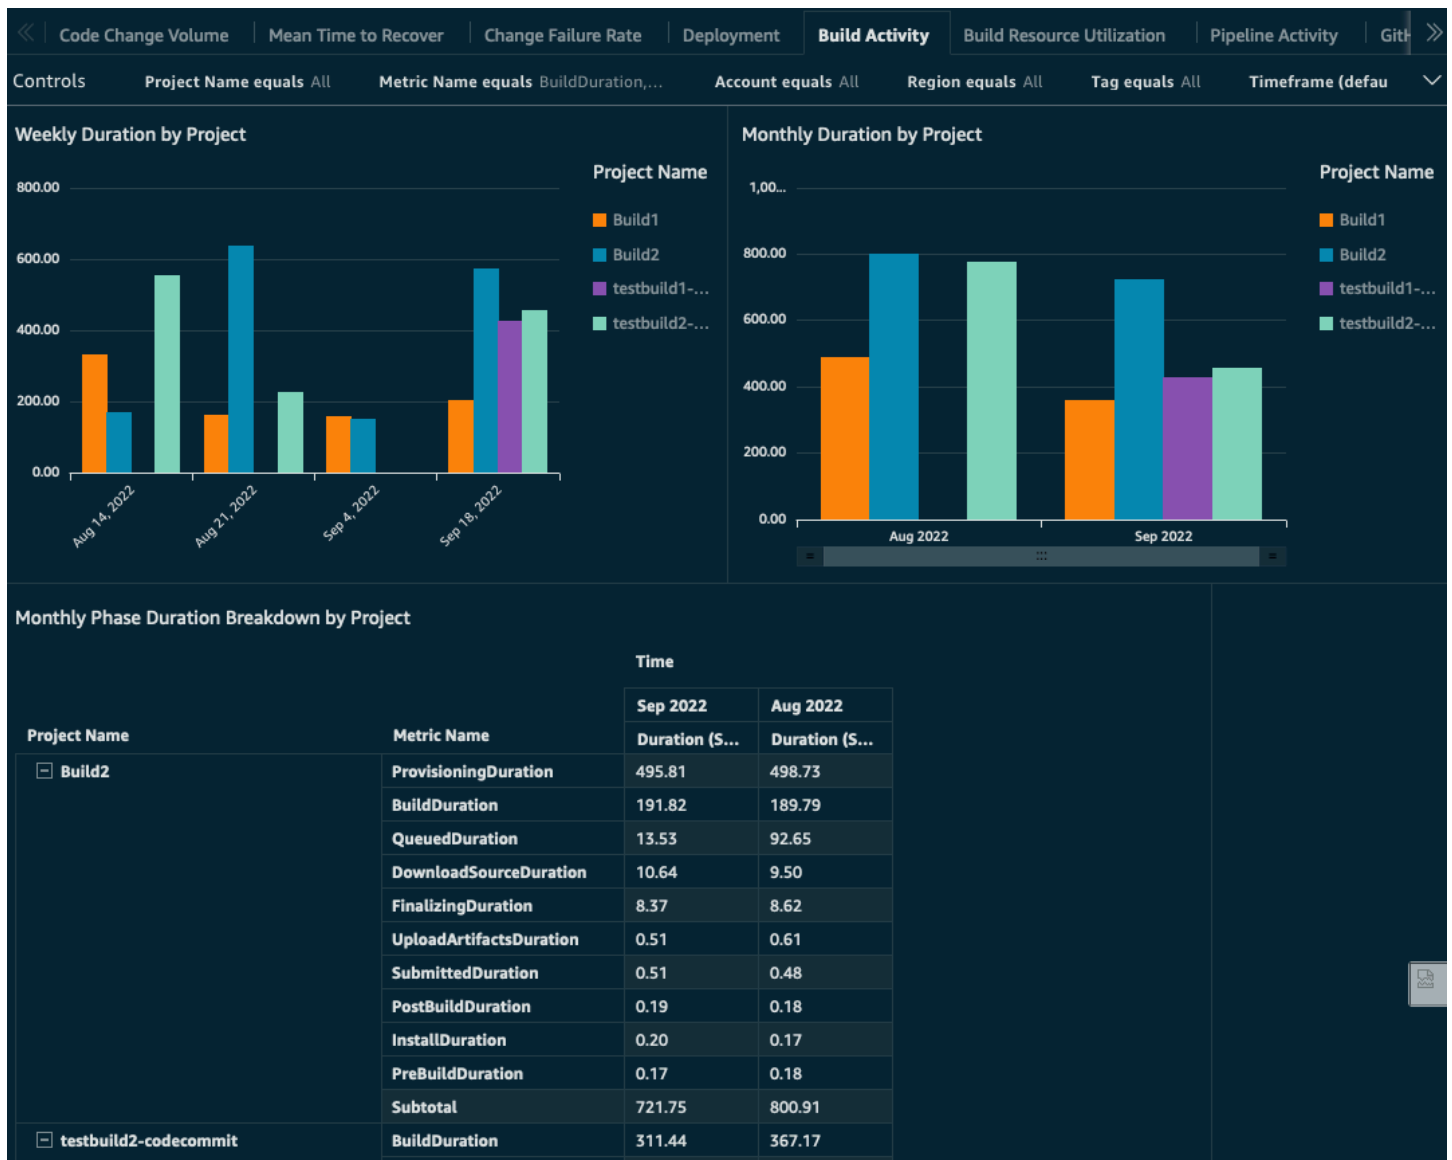 Code Change Volume Mean Time to Recover Change Failure Rate Deployment Build Activity Build Resource Utilization Pipeline Activity GitH
Controls Project Name equals All Metric Name equals BuildDuration,... Account equals All Region equals All Tag equals All Timeframe (defau
Weekly Duration by Project
Project Name
800.00
600.00
400.00
200.00
0.00
Build1
Build2
testbuild1-...
testbuild2-...
Aug 14, 2022 Aug 21, 2022 Sep 4, 2022 Sep 18, 2022
Monthly Duration by Project
Project Name
1,00...
800.00
600.00
400.00
200.00
0.00
Build1
Build2
testbuild1-...
testbuild2-...
Aug 2022 Sep 2022
Monthly Phase Duration Breakdown by Project
Time
Sep 2022 Aug 2022
Project Name Metric Name Duration (S... Duration (S...
Build2 ProvisioningDuration 495.81 498.73
BuildDuration 191.82 189.79
QueuedDuration 13.53 92.65
DownloadSourceDuration 10.64 9.50
FinalizingDuration 8.37 8.62
UploadArtifactsDuration 0.51 0.61
SubmittedDuration 0.51 0.48
PostBuildDuration 0.19 0.18
InstallDuration 0.20 0.17
PreBuildDuration 0.17 0.18
Subtotal 721.75 800.91
testbuild2-codecommit BuildDuration 311.44 367.17